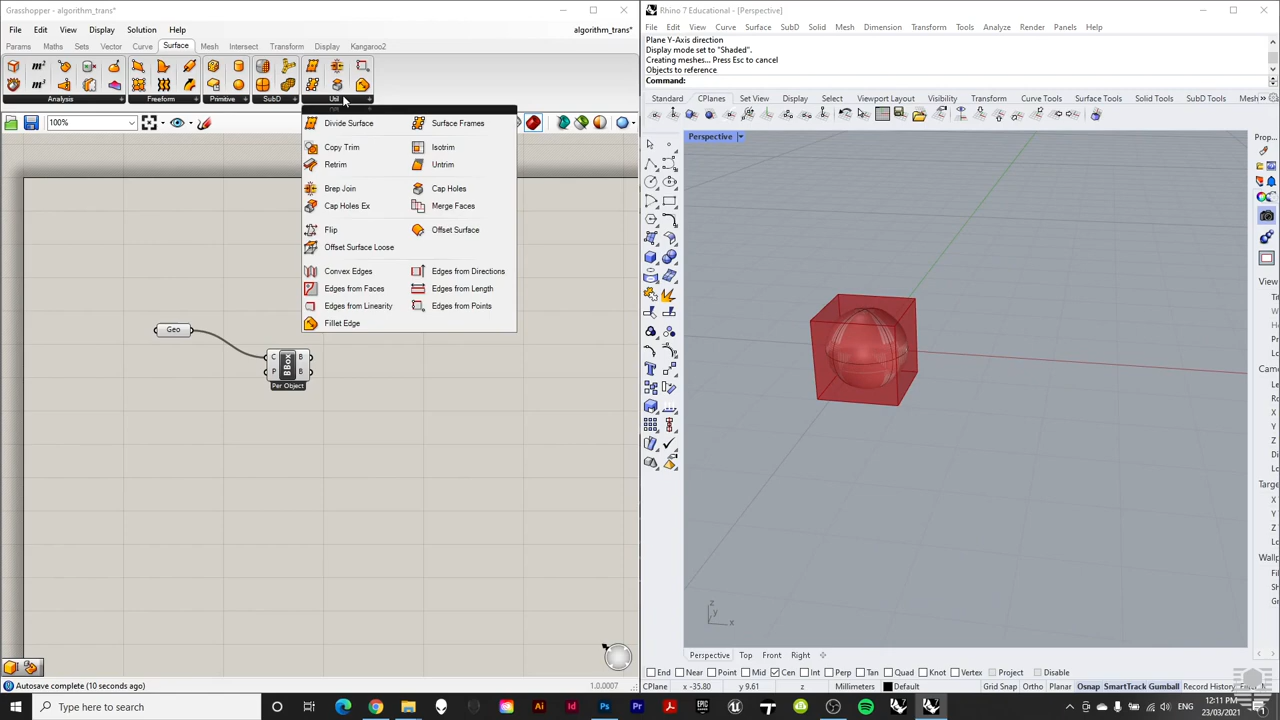 Grasshopper - algorithm_trans*
File Edit View Display Solution Help algorithm_trans*
Params Maths Sets Vector Curve Surface Mesh Intersect Transform Display Kangaroo2
Analysis Freeform Primitive SubD Util
100%
Divide Surface Surface Frames
Copy Trim Isotrim
Retrim Untrim
Brep Join Cap Holes
Cap Holes Ex Merge Faces
Flip Offset Surface
Offset Surface Loose
Convex Edges Edges from Directions
Edges from Faces Edges from Length
Edges from Linearity Edges from Points
Fillet Edge
Geo
C BBox B
P B
Per Object
Autosave complete (10 seconds ago) 1.0.0007
Rhino 7 Educational - [Perspective]
File Edit View Curve Surface SubD Solid Mesh Dimension Transform Tools Analyze Render Panels Help
Plane Y-Axis direction
Display mode set to "Shaded".
Creating meshes... Press Esc to cancel
Objects to reference
Command:
Standard CPlanes Set View Display Select Viewport Layout Visibility Transform Curve Tools Surface Tools
Perspective
Prop...
z
y
x
Perspective Top Front Right
End Near Point Mid Cen Int Perp Tan Quad Knot Vertex Project Disable
CPlane x -35.80 y 9.61 z Millimeters Default Grid Snap Ortho Planar Osnap SmartTrack Gumball Record History
Type here to search
12:11 PM
23/03/2021